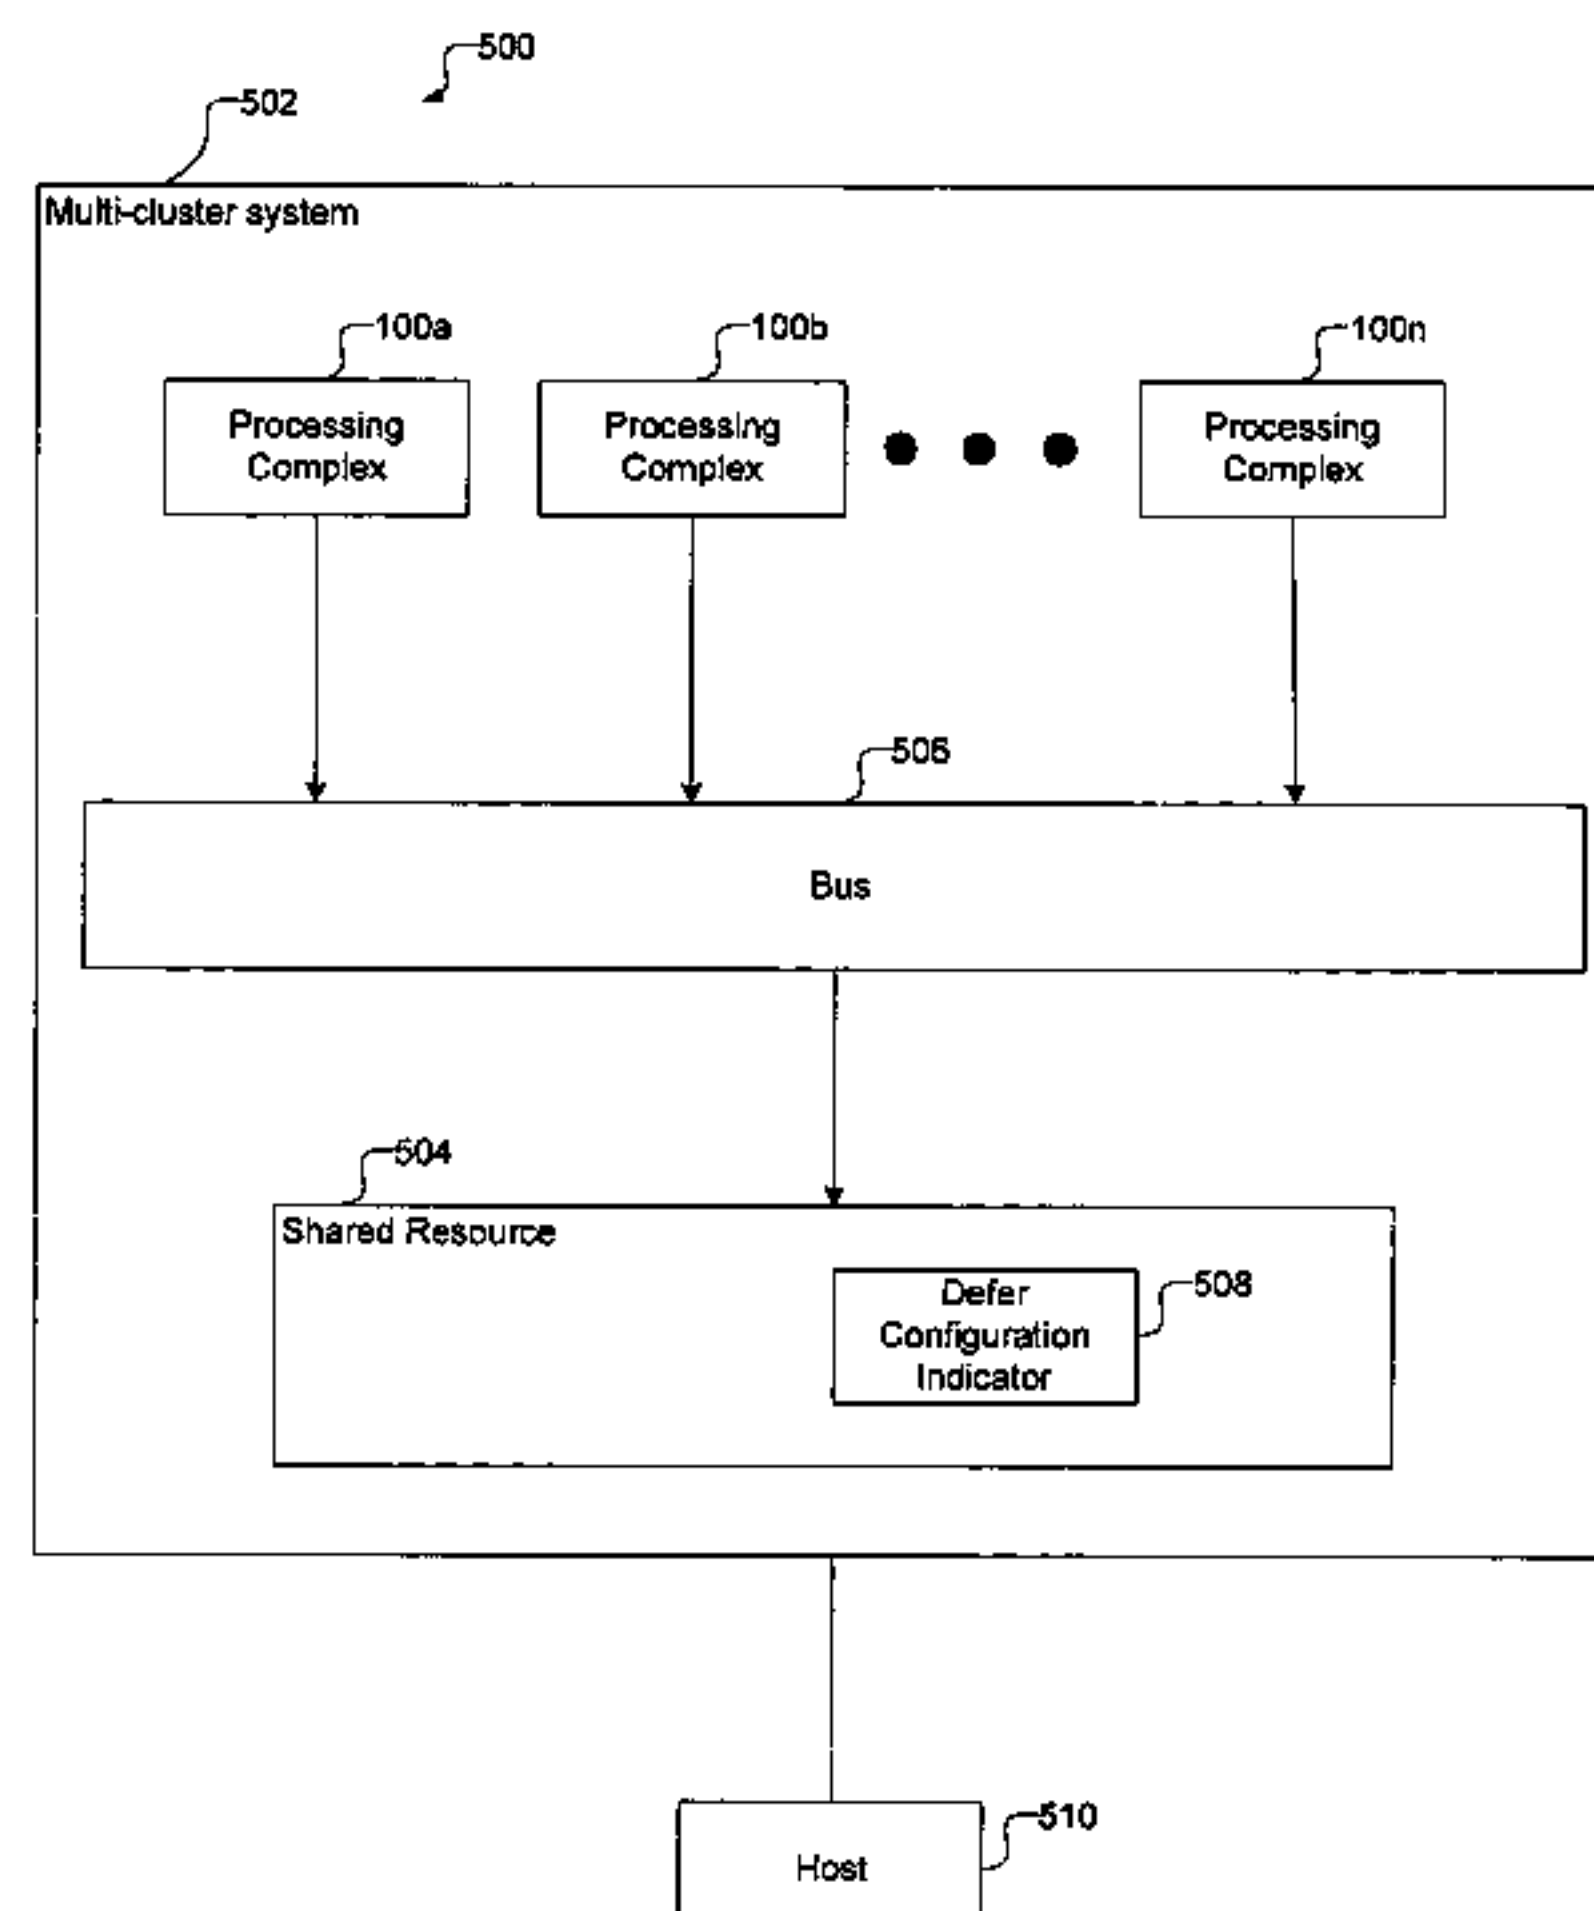 500
502
Multi-cluster system
100a
100b
100n
Processing
Complex
Processing
Complex
Processing
Complex
506
Bus
504
Shared Resource
Defer
Configuration
Indicator
508
510
Host